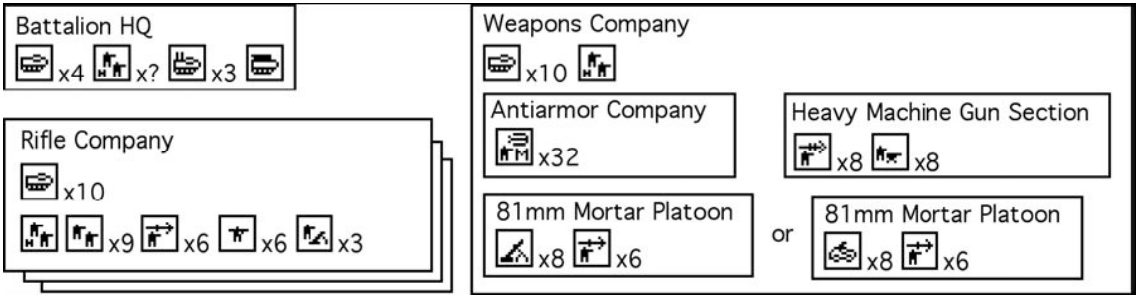 Battalion HQ
x4 H x? x3
Rifle Company
x10
H x9 x6 x6 x3
Weapons Company
x10 H
Antiarmor Company
M x32
Heavy Machine Gun Section
x8 x8
81mm Mortar Platoon
x8 x6
or
81mm Mortar Platoon
x8 x6